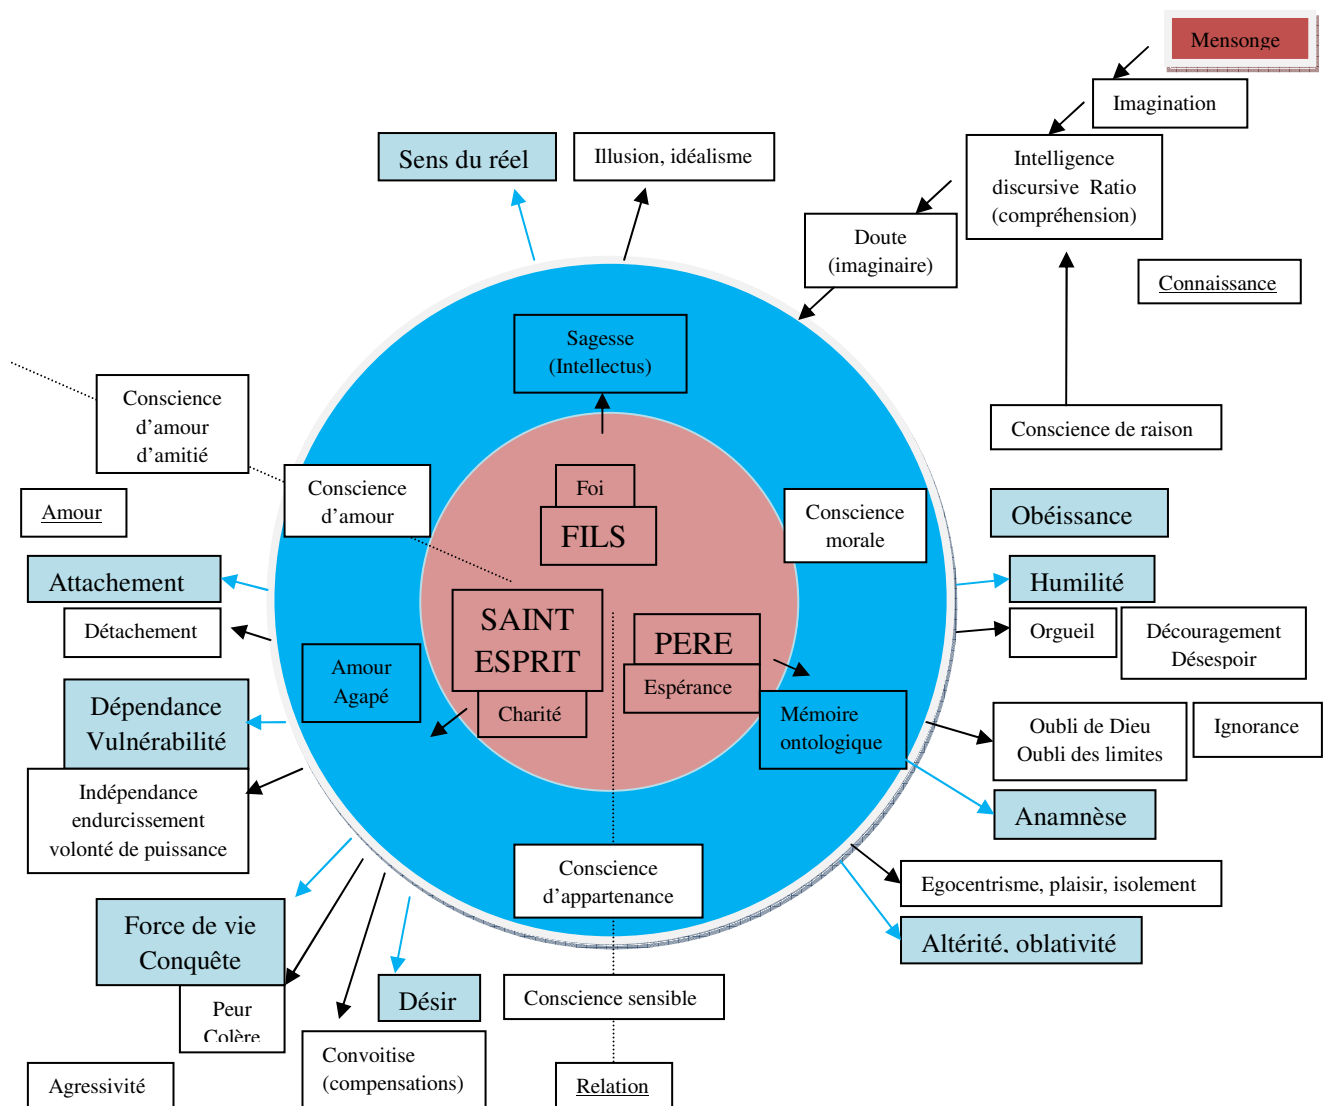 Mensonge
Imagination
Sens du réel
Illusion, idéalisme
Intelligence
discursive Ratio
(compréhension)
Doute
(imaginaire)
Connaissance
Sagesse
(Intellectus)
Conscience
d’amour
d’amitié
Conscience de raison
Conscience
d’amour
Foi
FILS
Conscience
morale
Amour
Obéissance
Attachement
Humilité
Détachement
SAINT
ESPRIT
Charité
PERE
Espérance
Orgueil
Découragement
Désespoir
Amour
Agapé
Mémoire
ontologique
Dépendance
Vulnérabilité
Oubli de Dieu
Oubli des limites
Ignorance
Indépendance
endurcissement
volonté de puissance
Anamnèse
Conscience
d’appartenance
Egocentrisme, plaisir, isolement
Force de vie
Conquête
Altérité, oblativité
Peur
Colère
Désir
Conscience sensible
Convoitise
(compensations)
Agressivité
Relation